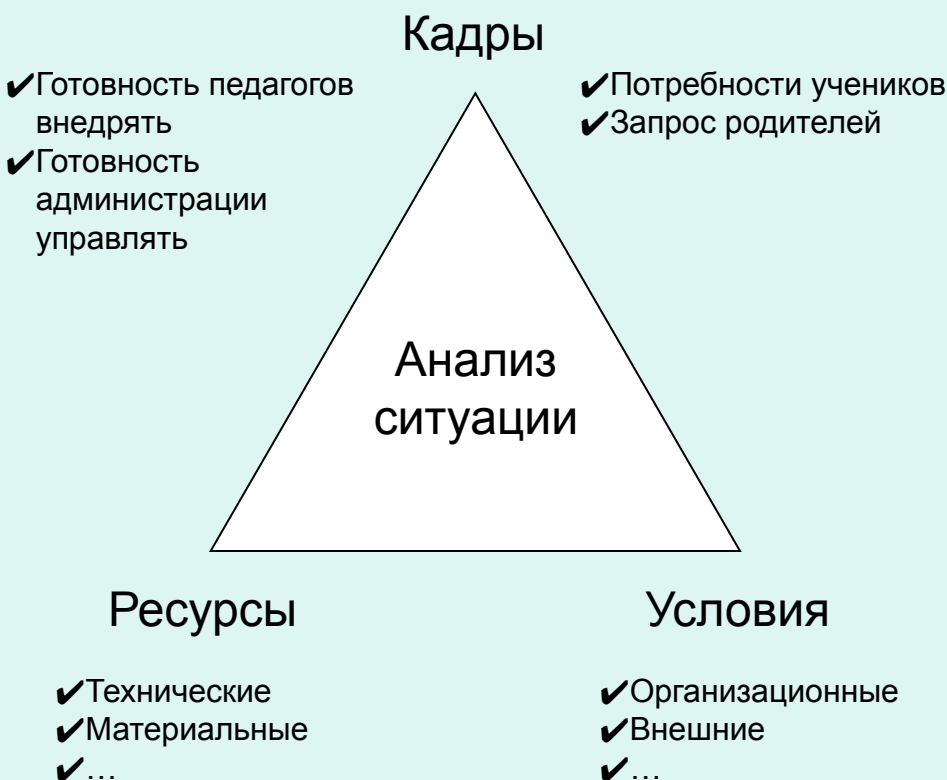 Кадры
✔Готовность педагогов
внедрять
✔Готовность
администрации
управлять
✔Потребности учеников
✔Запрос родителей
Анализ
ситуации
Ресурсы
✔Технические
✔Материальные
✔…
Условия
✔Организационные
✔Внешние
✔…